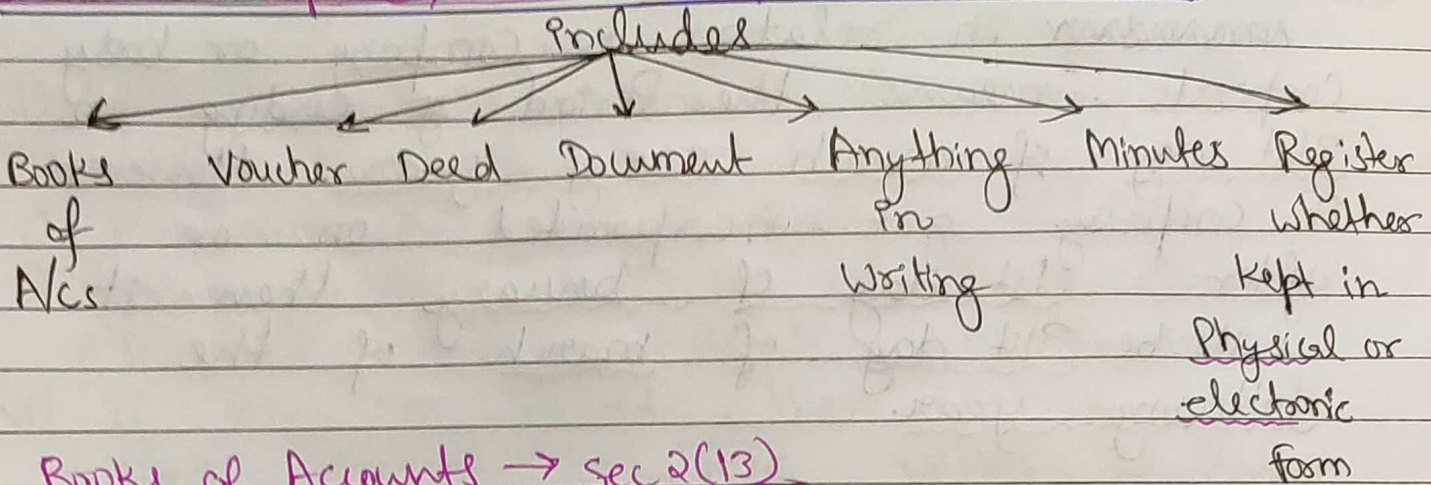 includes
Books Voucher Deed Document Anything Minutes Register
of in whether
A/cs writing kept in
Physical or
electronic
Books of Accounts → sec 2(13) form